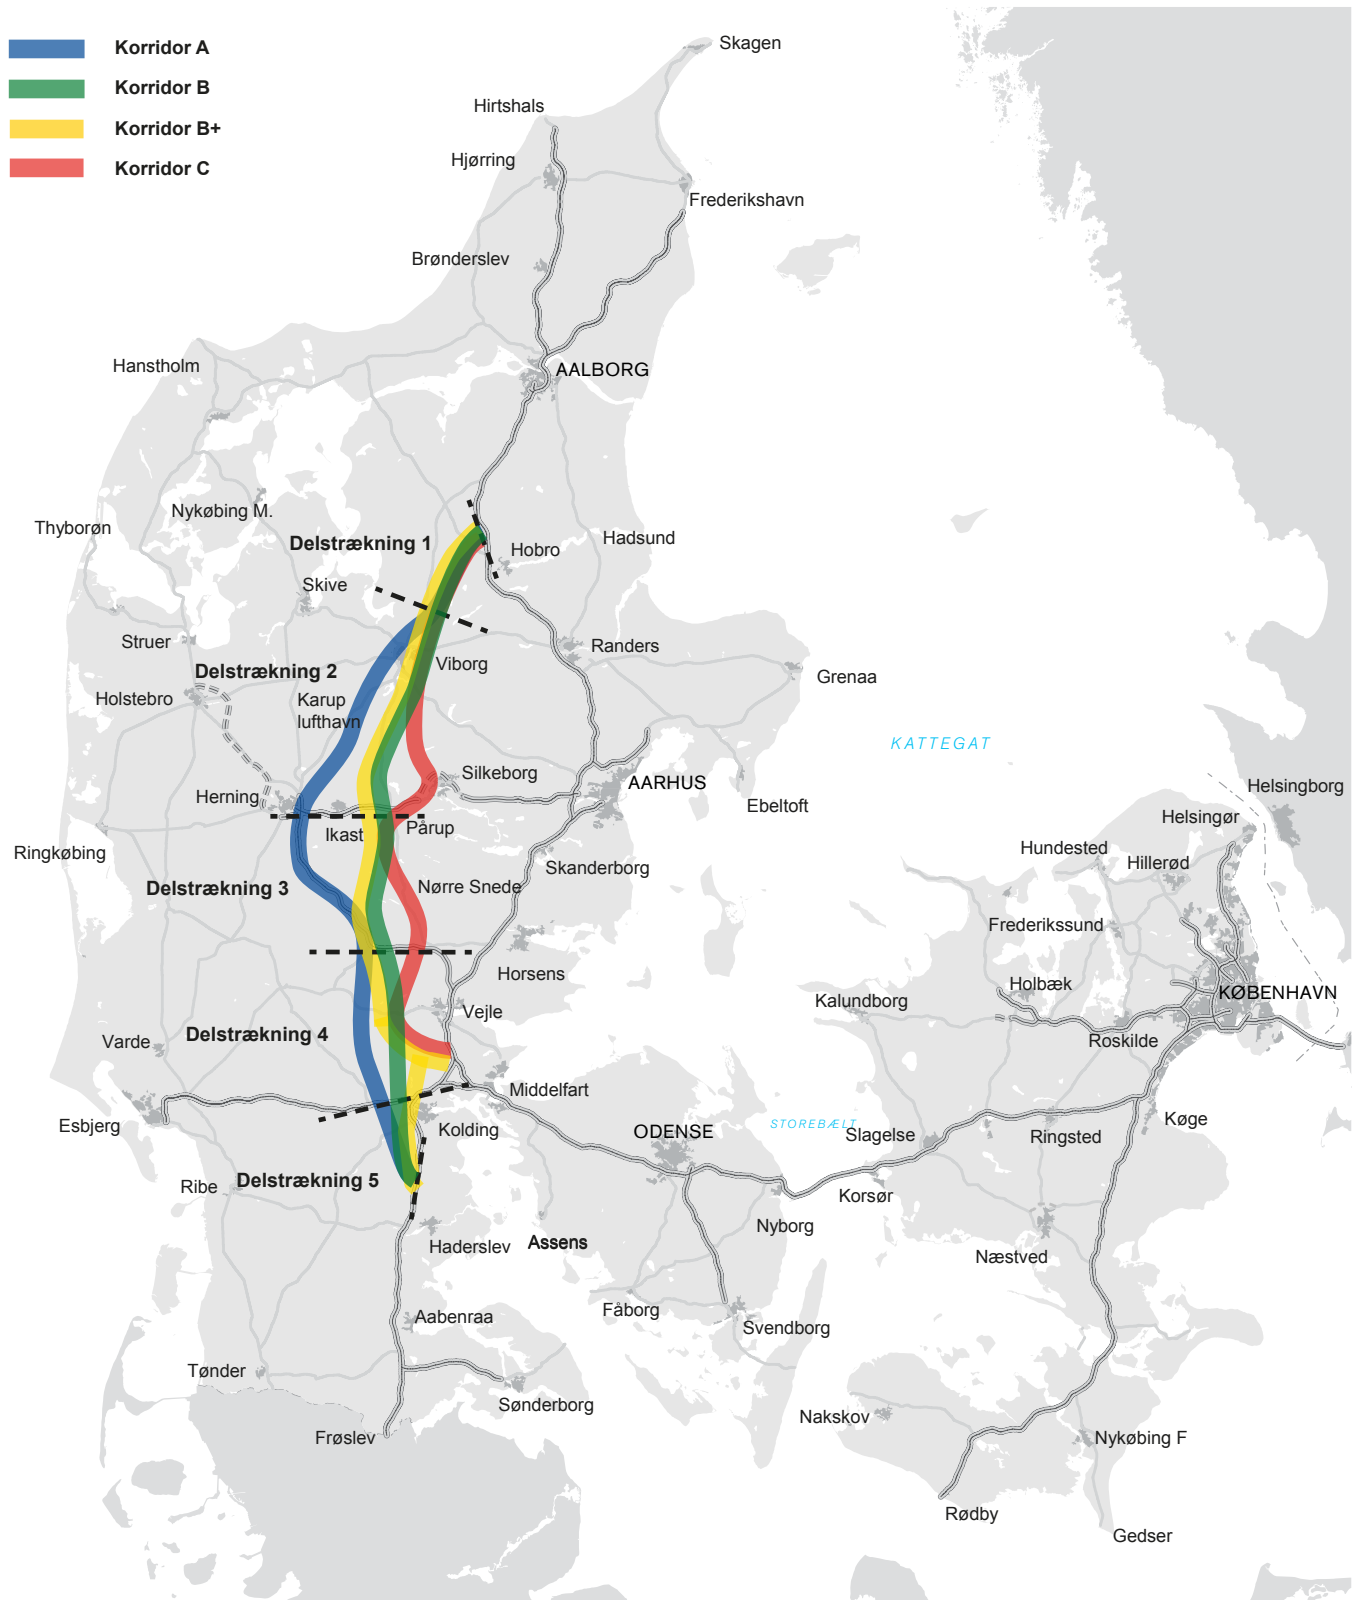 Korridor A
Korridor B
Korridor B+
Korridor C
Skagen
Hirtshals
Hjørring
Frederikshavn
Brønderslev
Hanstholm
AALBORG
Nykøbing M.
Thyborøn
Delstrækning 1
Hobro
Hadsund
Skive
Struer
Randers
Viborg
Delstrækning 2
Grenaa
Holstebro
Karup
lufthavn
KATTEGAT
Silkeborg
AARHUS
Helsingborg
Herning
Ebeltoft
Helsingør
Ikast
Pårup
Ringkøbing
Hundested
Hillerød
Skanderborg
Delstrækning 3
Nørre Snede
Frederikssund
Horsens
Holbæk
KØBENHAVN
Kalundborg
Vejle
Delstrækning 4
Varde
Roskilde
Middelfart
Esbjerg
Kolding
ODENSE
STOREBÆLT
Slagelse
Ringsted
Køge
Delstrækning 5
Ribe
Korsør
Nyborg
Haderslev
Assens
Næstved
Fåborg
Aabenraa
Svendborg
Tønder
Sønderborg
Nakskov
Frøslev
Nykøbing F
Rødby
Gedser